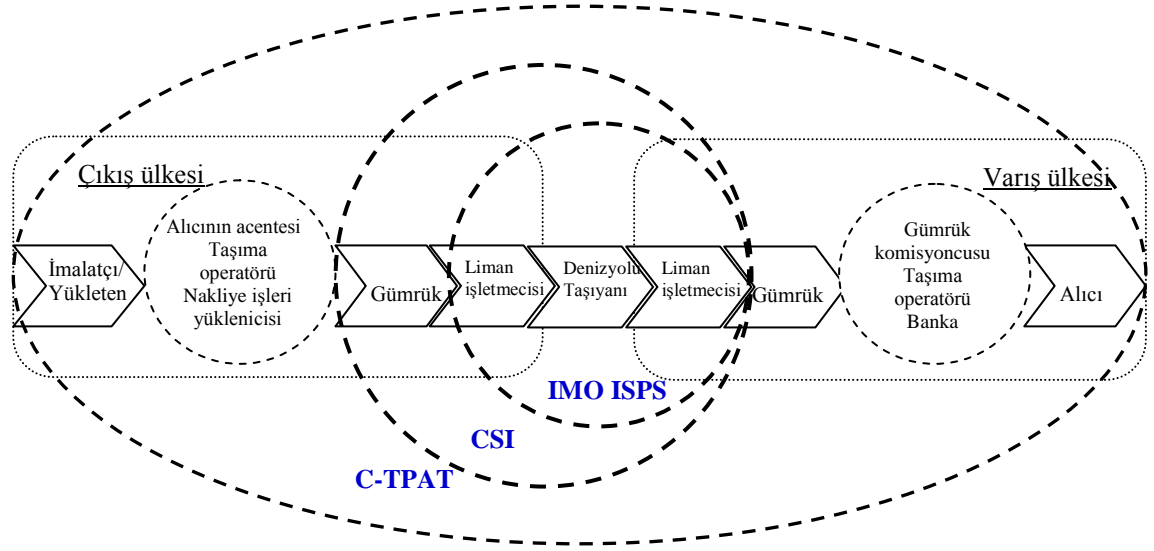 Çıkış ülkesi
Varış ülkesi
İmalatçı/
Yükleten
Alıcının acentesi
Taşıma
operatörü
Nakliye işleri
yüklenicisi
Gümrük
Liman
işletmecisi
Denizyolu
Taşıyanı
Liman
işletmecisi
Gümrük
Gümrük
komisyoncusu
Taşıma
operatörü
Banka
Alıcı
IMO ISPS
CSI
C-TPAT